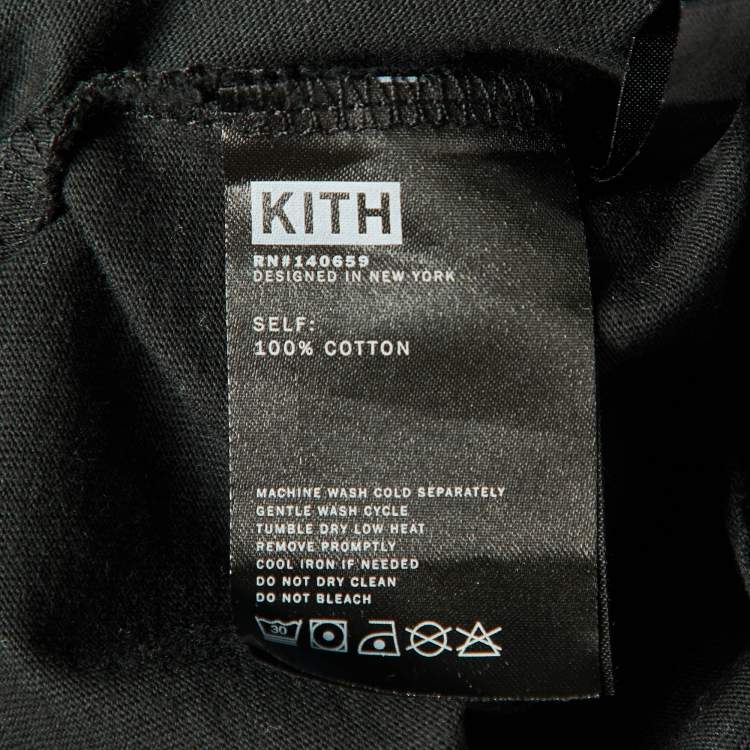 KITH
RN#140659
DESIGNED IN NEW YORK
SELF:
100% COTTON
MACHINE WASH COLD SEPARATELY
GENTLE WASH CYCLE
TUMBLE DRY LOW HEAT
REMOVE PROMPTLY
COOL IRON IF NEEDED
DO NOT DRY CLEAN
DO NOT BLEACH
30